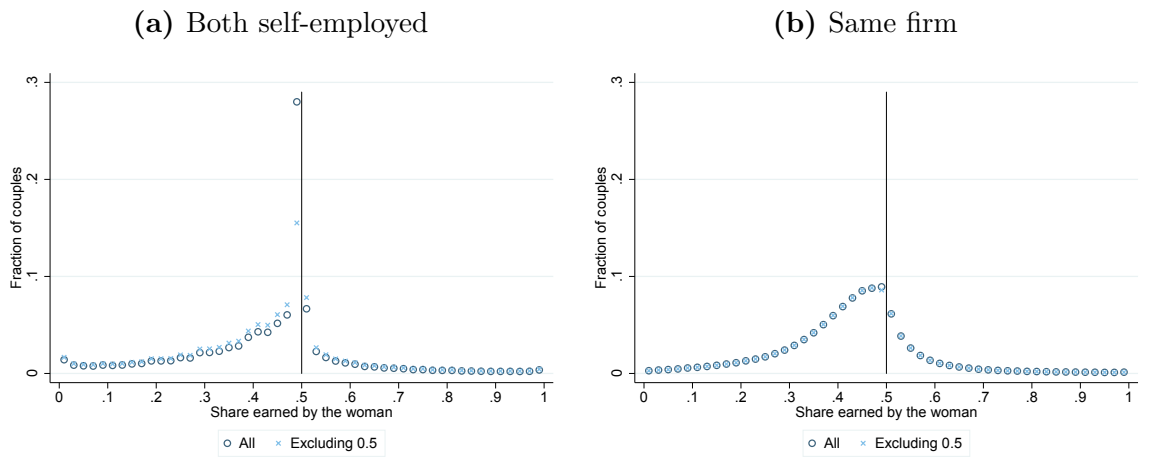 (a) Both self-employed
.3
.2
.1
0
Fraction of couples
0 .1 .2 .3 .4 .5 .6 .7 .8 .9 1
Share earned by the woman
All Excluding 0.5
(b) Same firm
.3
.2
.1
0
Fraction of couples
0 .1 .2 .3 .4 .5 .6 .7 .8 .9 1
Share earned by the woman
All Excluding 0.5